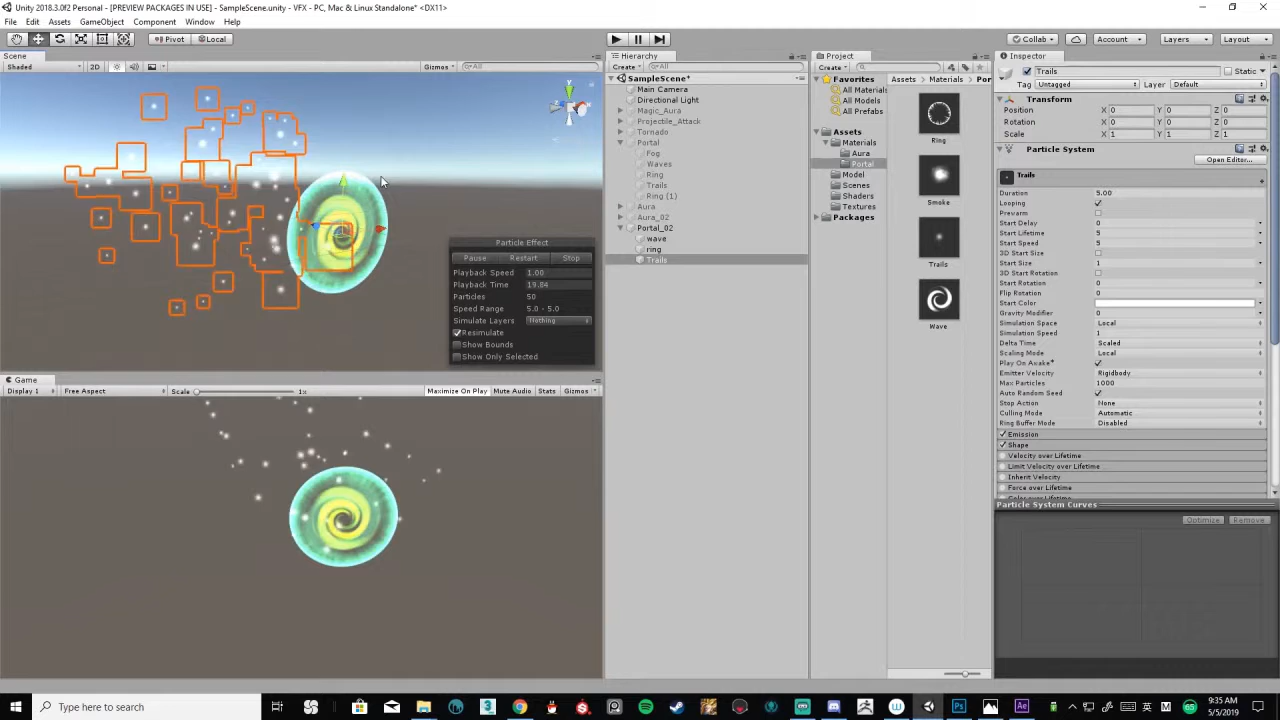 Unity 2018.3.0f2 Personal - [PREVIEW PACKAGES IN USE] - SampleScene.unity - VFX - PC, Mac & Linux Standalone* <DX11>
File Edit Assets GameObject Component Window Help
Pivot Local Collab Account Layers Layout
Scene
Shaded 2D Gizmos All
y
Particle Effect
Pause Restart Stop
Playback Speed 1.00
Playback Time 19.84
Particles 50
Speed Range 5.0 - 5.0
Simulate Layers Nothing
Resimulate
Show Bounds
Show Only Selected
Game
Display 1 Free Aspect Scale 1x Maximize On Play Mute Audio Stats Gizmos
Hierarchy
Create All
SampleScene*
Main Camera
Directional Light
Magic_Aura
Projectile_Attack
Tornado
Portal
Fog
Waves
Ring
Trails
Ring (1)
Aura
Aura_02
Portal_02
wave
ring
Trails
Project
Create
Favorites
All Materials
All Models
All Prefabs
Assets
Materials
Aura
Portal
Model
Scenes
Shaders
Textures
Packages
Assets Materials Por
Ring
Smoke
Trails
Wave
Inspector
Trails Static
Tag Untagged Layer Default
Transform
Position X 0 Y 0 Z 0
Rotation X 0 Y 0 Z 0
Scale X 1 Y 1 Z 1
Particle System
Open Editor...
Trails
Duration 5.00
Looping
Prewarm
Start Delay 0
Start Lifetime 5
Start Speed 5
3D Start Size
Start Size 1
3D Start Rotation
Start Rotation 0
Flip Rotation 0
Start Color
Gravity Modifier 0
Simulation Space Local
Simulation Speed 1
Delta Time Scaled
Scaling Mode Local
Play On Awake*
Emitter Velocity Rigidbody
Max Particles 1000
Auto Random Seed
Stop Action None
Culling Mode Automatic
Ring Buffer Mode Disabled
Emission
Shape
Velocity over Lifetime
Limit Velocity over Lifetime
Inherit Velocity
Force over Lifetime
Color over Lifetime
Particle System Curves
Optimize Remove
Type here to search
9:35 AM
5/5/2019